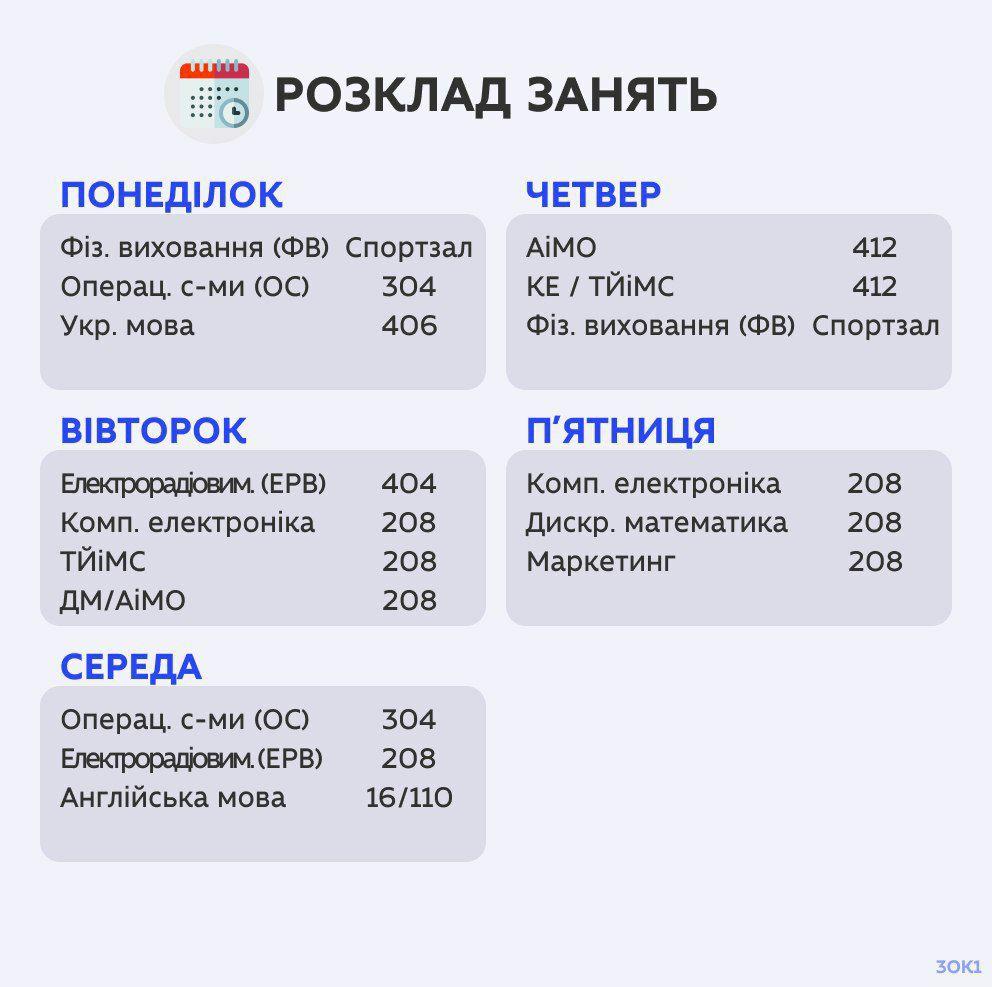 РОЗКЛАД ЗАНЯТЬ
ПОНЕДІЛОК
Фіз. виховання (ФВ) Спортзал
Операц. с-ми (ОС) 304
Укр. мова 406
ВІВТОРОК
Електрорадіовим. (ЕРВ) 404
Комп. електроніка 208
ТЙіМС 208
ДМ/АіМО 208
СЕРЕДА
Операц. с-ми (ОС) 304
Електрорадіовим. (ЕРВ) 208
Англійська мова 16/110
ЧЕТВЕР
АіМО 412
КЕ / ТЙіМС 412
Фіз. виховання (ФВ) Спортзал
П’ЯТНИЦЯ
Комп. електроніка 208
Дискр. математика 208
Маркетинг 208
3ОК1